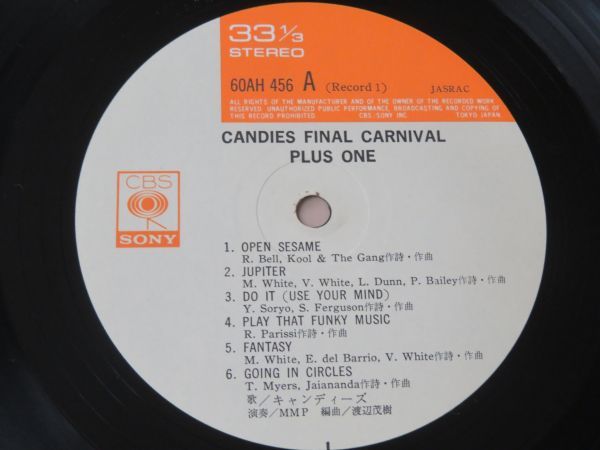 33 1/3
STEREO
60AH 456 A (Record 1) JASRAC
ALL RIGHTS OF THE MANUFACTURER AND OF THE OWNER OF THE RECORDED WORK
RESERVED. UNAUTHORIZED PUBLIC PERFORMANCE, BROADCASTING AND COPYING OF
THIS RECORD PROHIBITED CBS/SONY INC. TOKYO JAPAN
CANDIES FINAL CARNIVAL
PLUS ONE
CBS
SONY
1. OPEN SESAME
R. Bell, Kool & The Gang作詩・作曲
2. JUPITER
M. White, V. White, L. Dunn, P. Bailey作詩・作曲
3. DO IT (USE YOUR MIND)
Y. Soryo, S. Ferguson作詩・作曲
4. PLAY THAT FUNKY MUSIC
R. Parissi作詩・作曲
5. FANTASY
M. White, E. del Barrio, V. White作詩・作曲
6. GOING IN CIRCLES
T. Myers, Jaiananda作詩・作曲
歌／キャンディーズ
演奏／MMP 編曲／渡辺茂樹